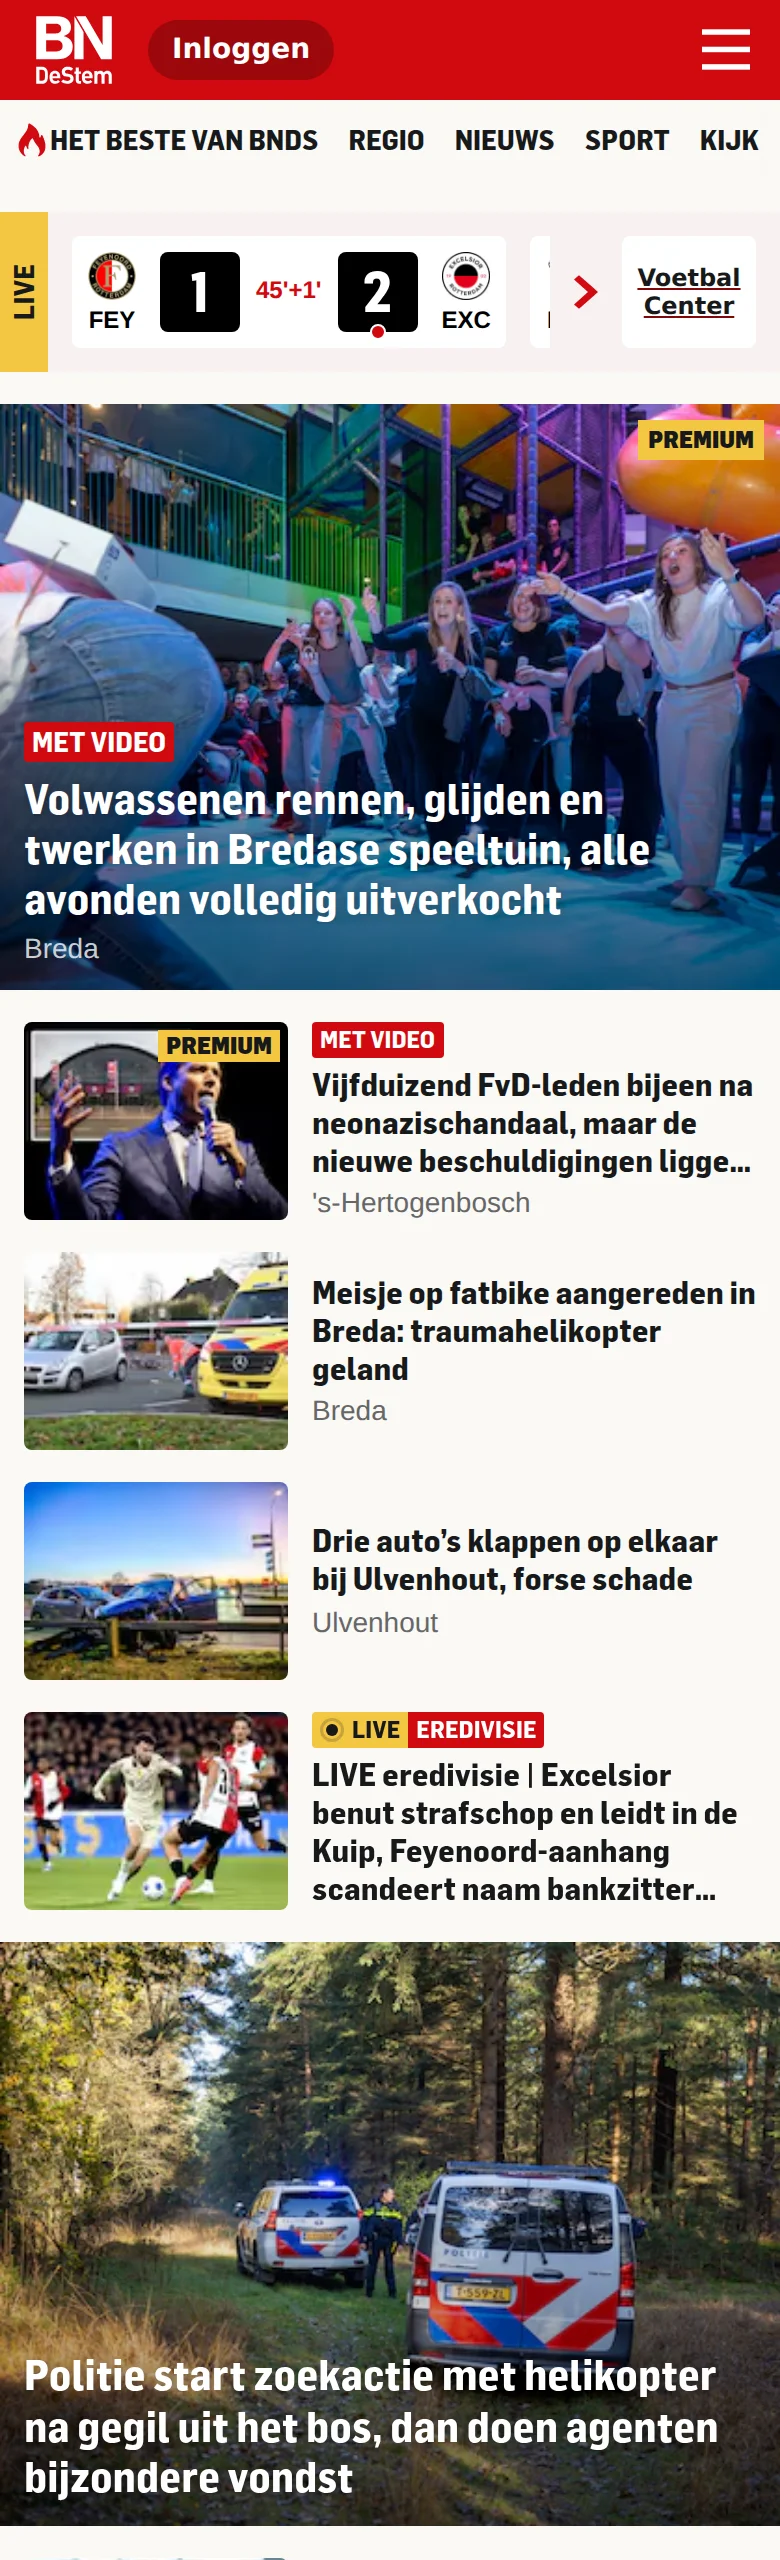 BN
DeStem
Inloggen
HET BESTE VAN BNDS REGIO NIEUWS SPORT KIJK
LIVE
FEY
1
45'+1'
2
EXC
Voetbal
Center
PREMIUM
MET VIDEO
Volwassenen rennen, glijden en
twerken in Bredase speeltuin, alle
avonden volledig uitverkocht
Breda
PREMIUM
MET VIDEO
Vijfduizend FvD-leden bijeen na
neonazischandaal, maar de
nieuwe beschuldigingen ligge...
's-Hertogenbosch
Meisje op fatbike aangereden in
Breda: traumahelikopter
geland
Breda
Drie auto’s klappen op elkaar
bij Ulvenhout, forse schade
Ulvenhout
LIVE EREDIVISIE
LIVE eredivisie | Excelsior
benut strafschop en leidt in de
Kuip, Feyenoord-aanhang
scandeert naam bankzitter...
POLITIE
Politie start zoekactie met helikopter
na gegil uit het bos, dan doen agenten
bijzondere vondst